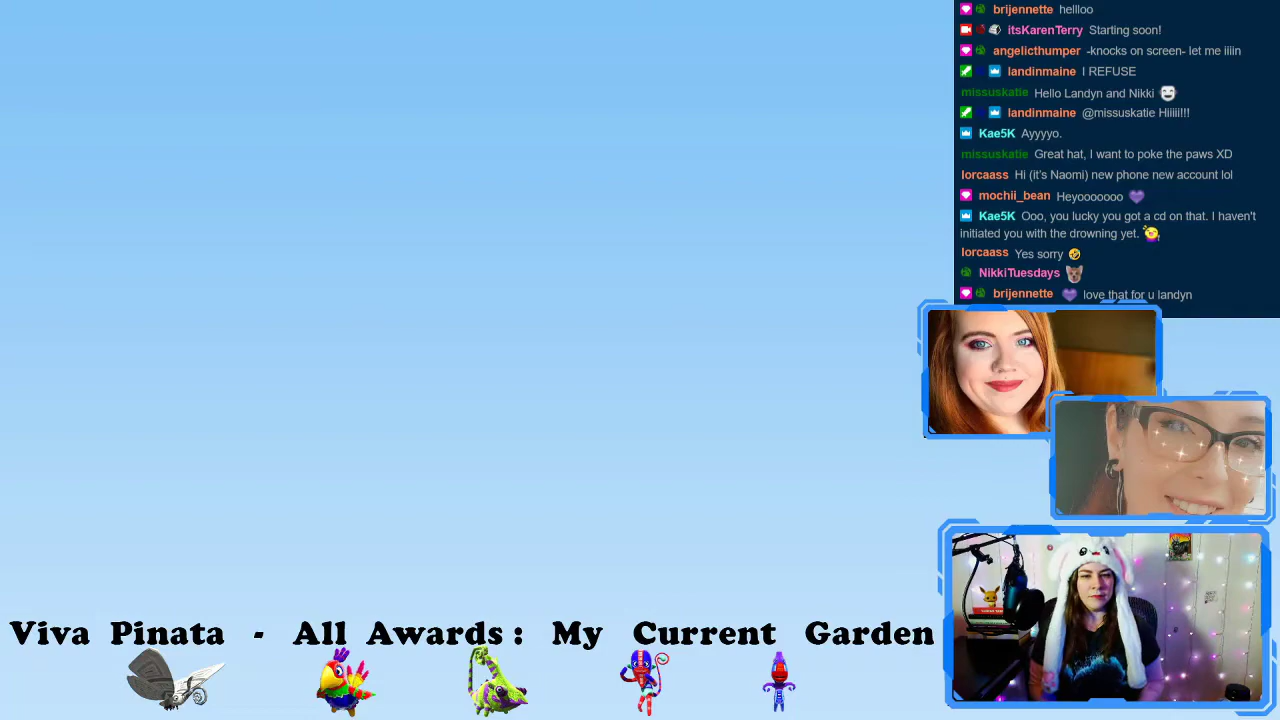 brijennette hellloo
itsKarenTerry Starting soon!
angelicthumper -knocks on screen- let me iiiin
landinmaine I REFUSE
missuskatie Hello Landyn and Nikki
landinmaine @missuskatie Hiiiii!!!
Kae5K Ayyyyo.
missuskatie Great hat, I want to poke the paws XD
lorcaass Hi (it's Naomi) new phone new account lol
mochii_bean Heyooooooo
Kae5K Ooo, you lucky you got a cd on that. I haven't
initiated you with the drowning yet.
lorcaass Yes sorry
NikkiTuesdays
brijennette love that for u landyn
Viva Pinata - All Awards: My Current Garden